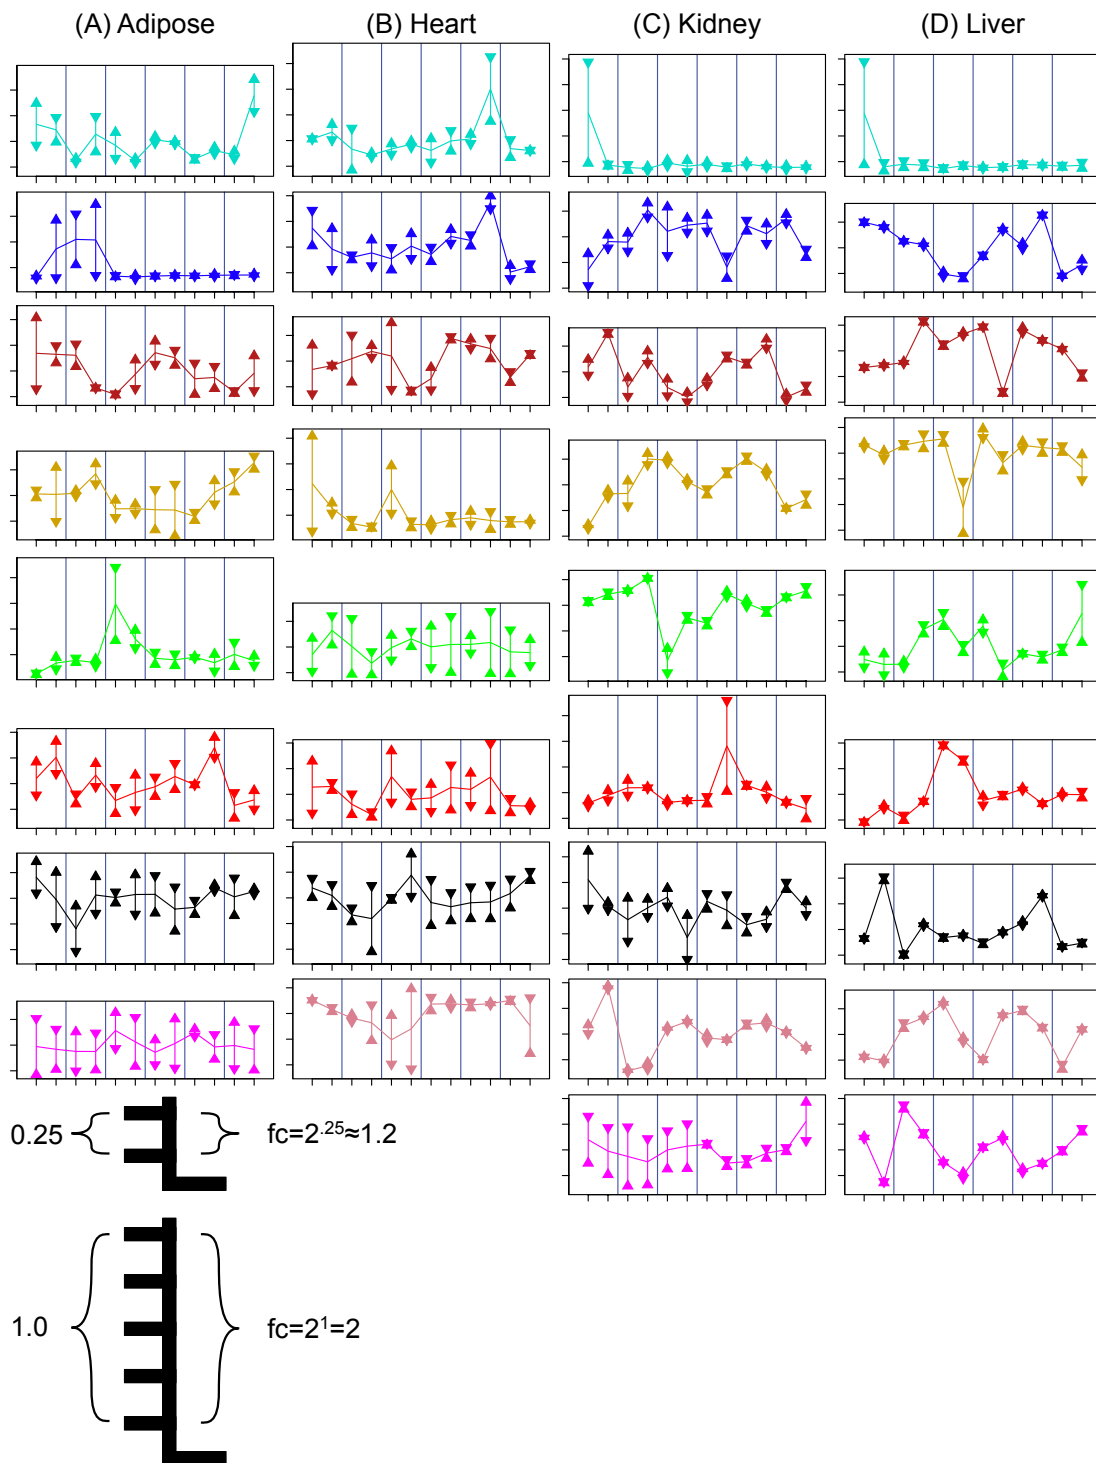 (A) Adipose
(B) Heart
(C) Kidney
(D) Liver
0.25
fc=2^.25≈1.2
1.0
fc=2¹=2